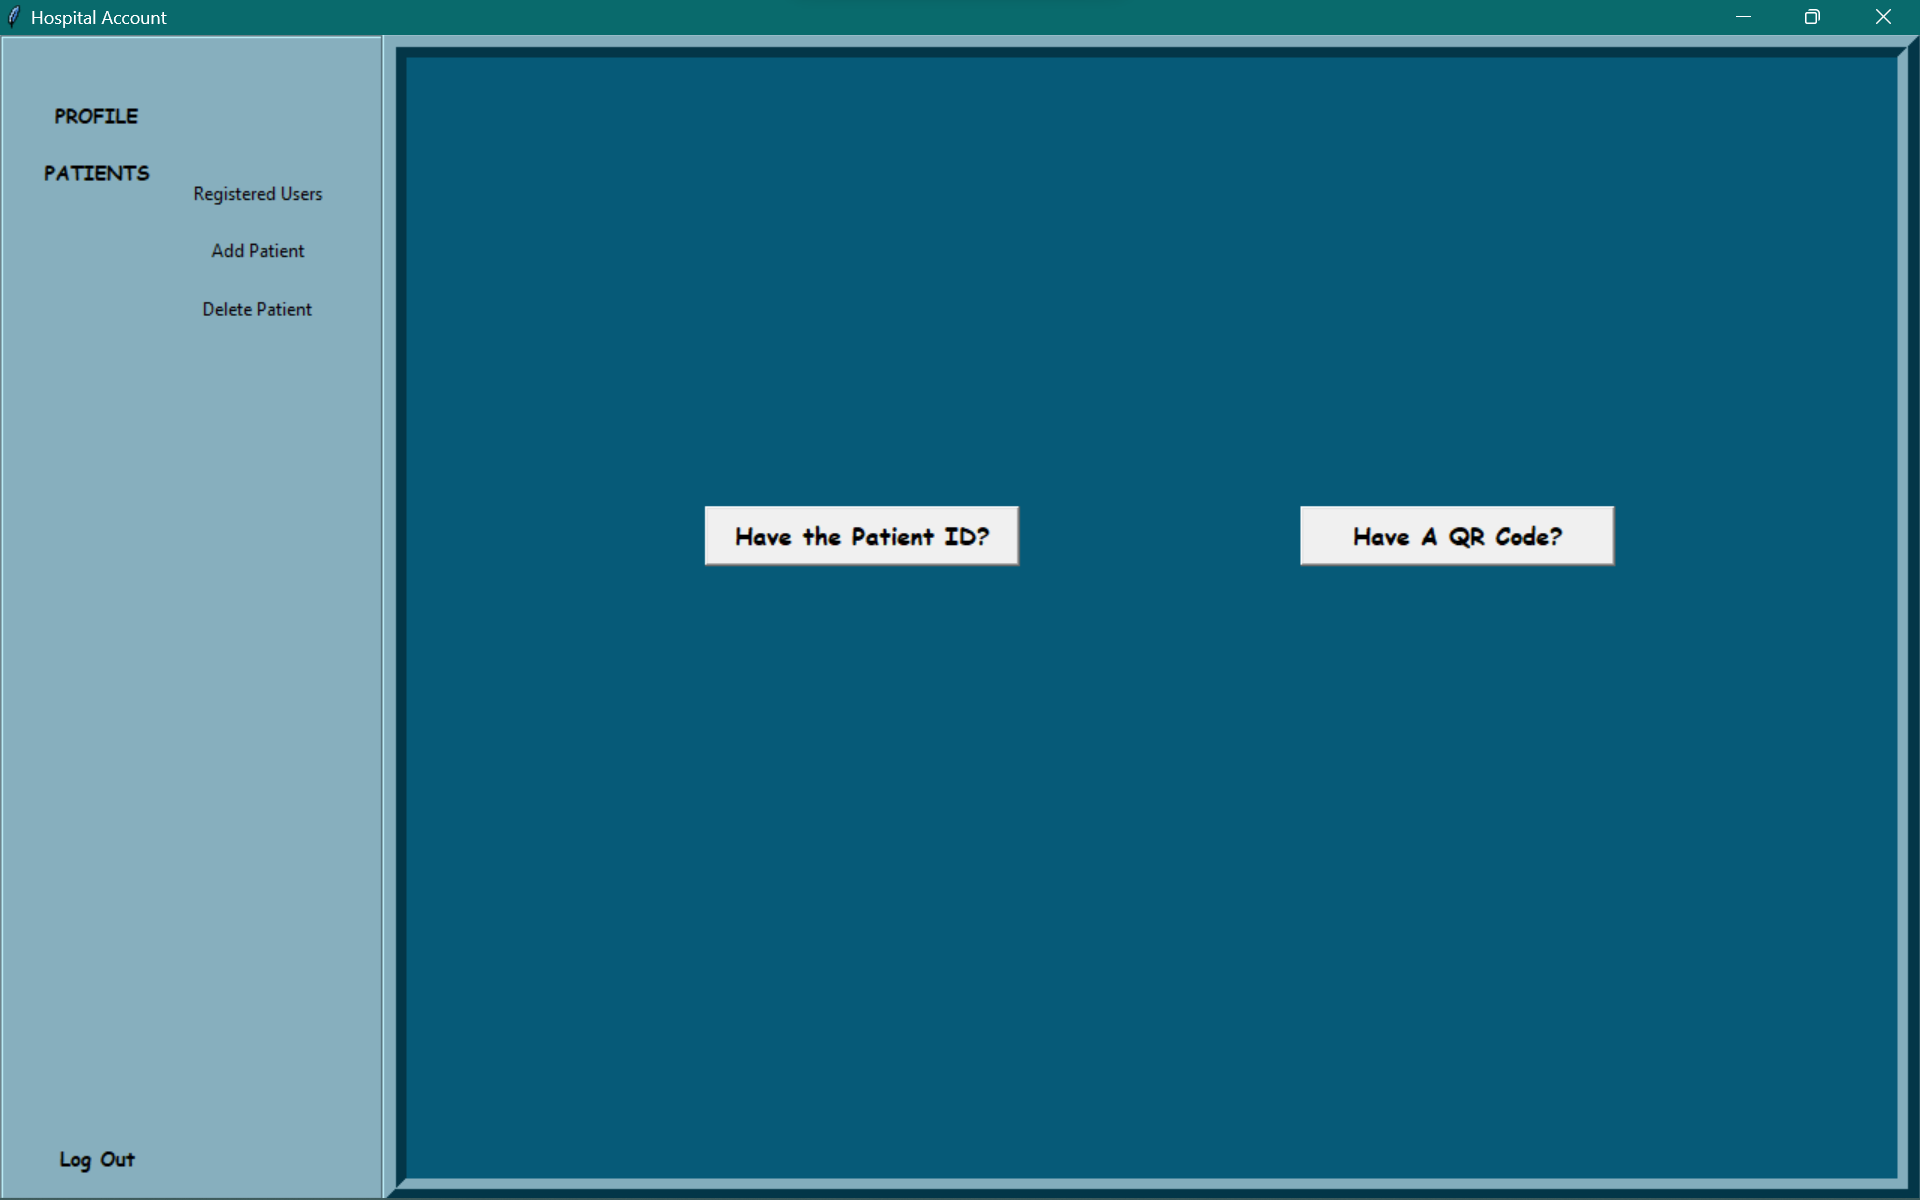 Hospital Account
PROFILE
PATIENTS
Registered Users
Add Patient
Delete Patient
Have the Patient ID?
Have A QR Code?
Log Out